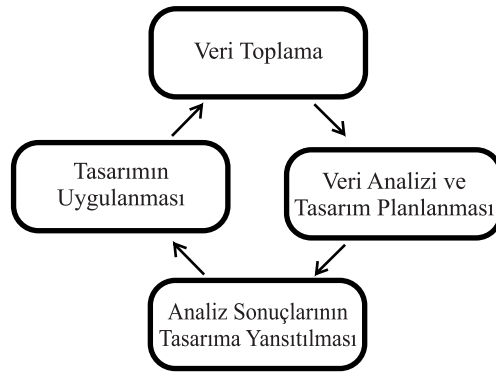 Veri Toplama
Veri Analizi ve
Tasarım Planlanması
Analiz Sonuçlarının
Tasarıma Yansıtılması
Tasarımın
Uygulanması